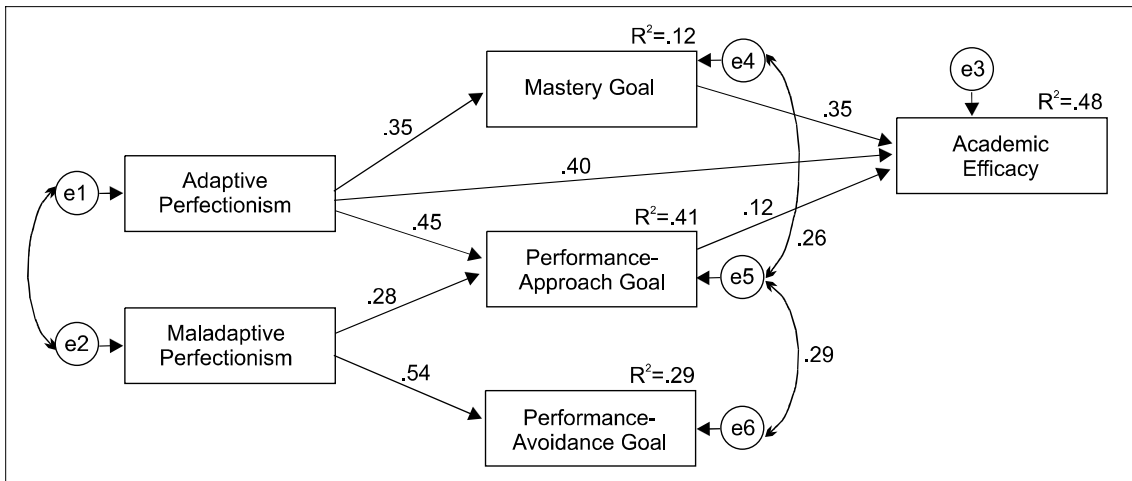 R²=.12
e4
Mastery Goal
e3
R²=.48
.35
.35
Academic
Efficacy
e1
Adaptive
Perfectionism
.40
.45
R²=.41
.12
Performance-
Approach Goal
.26
e5
.28
e2
Maladaptive
Perfectionism
.54
R²=.29
.29
Performance-
Avoidance Goal
e6